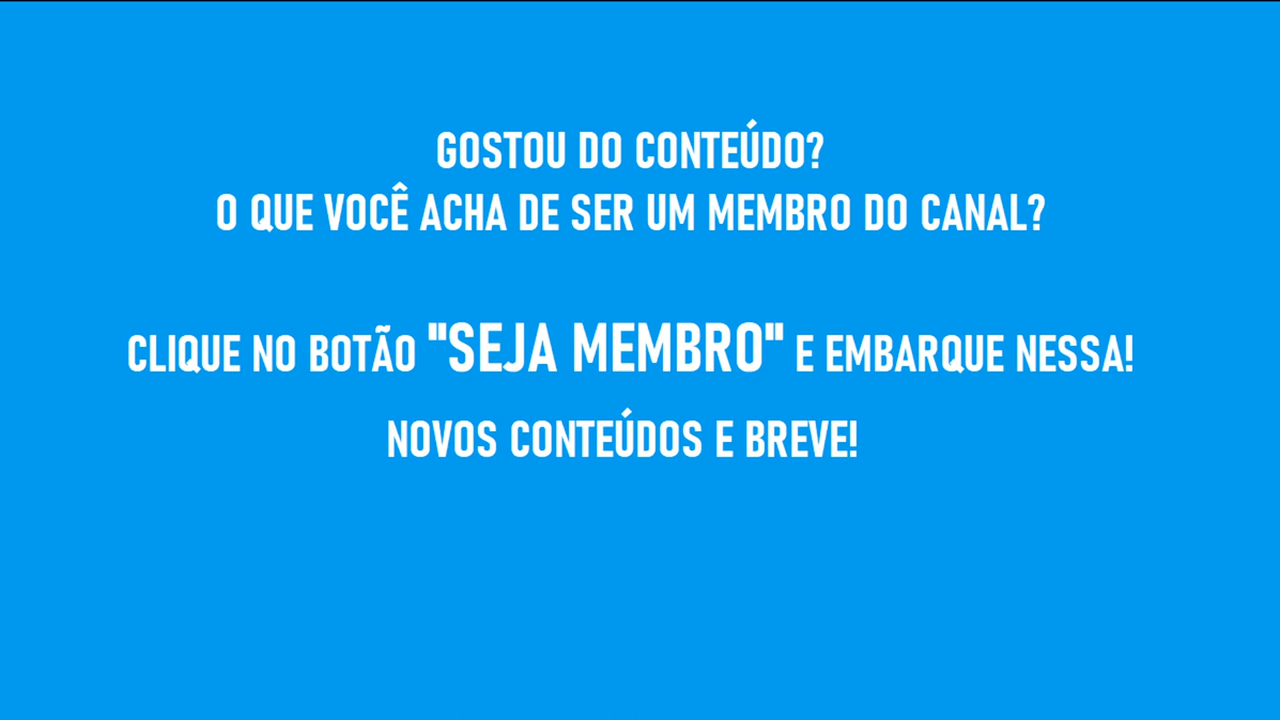 GOSTOU DO CONTEÚDO?
O QUE VOCÊ ACHA DE SER UM MEMBRO DO CANAL?
CLIQUE NO BOTÃO "SEJA MEMBRO" E EMBARQUE NESSA!
NOVOS CONTEÚDOS E BREVE!